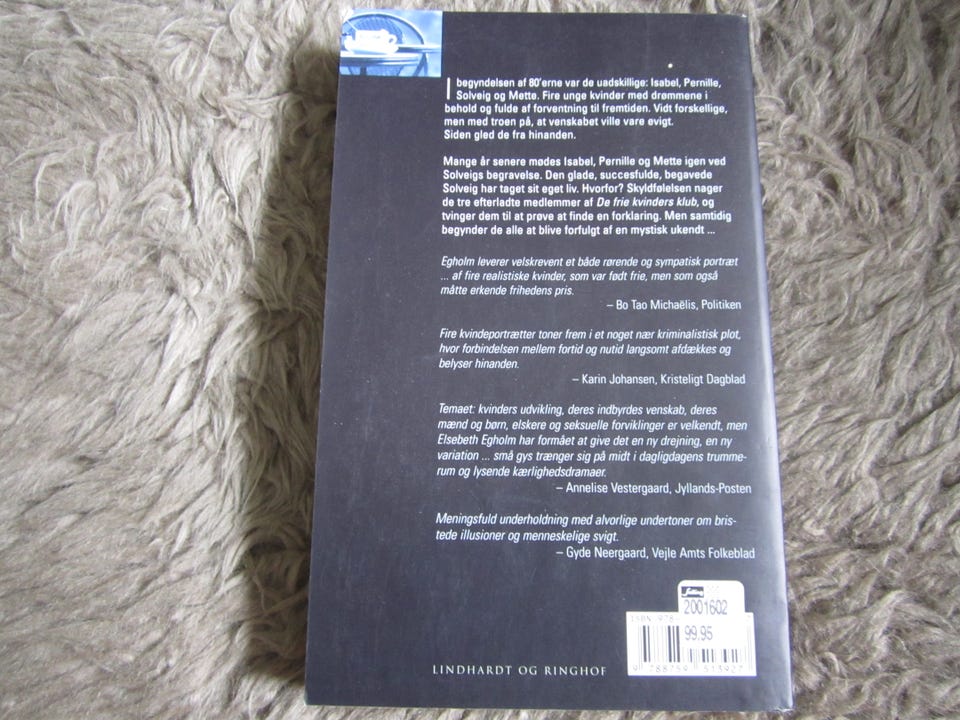 I begyndelsen af 80'erne var de uadskillige: Isabel, Pernille,
Solveig og Mette. Fire unge kvinder med drømmene i
behold og fulde af forventning til fremtiden. Vidt forskellige,
men med troen på, at venskabet ville vare evigt.
Siden gled de fra hinanden.
Mange år senere mødes Isabel, Pernille og Mette igen ved
Solveigs begravelse. Den glade, succesfulde, begavede
Solveig har taget sit eget liv. Hvorfor? Skyldfølelsen nager
de tre efterladte medlemmer af De frie kvinders klub, og
tvinger dem til at prøve at finde en forklaring. Men samtidig
begynder de alle at blive forfulgt af en mystisk ukendt ...
Egholm leverer velskrevent et både rørende og sympatisk portræt
... af fire realistiske kvinder, som var født frie, men som også
måtte erkende frihedens pris.
– Bo Tao Michaëlis, Politiken
Fire kvindeportrætter toner frem i et noget nær kriminalistisk plot,
hvor forbindelsen mellem fortid og nutid langsomt afdækkes og
belyser hinanden.
– Karin Johansen, Kristeligt Dagblad
Temaet: kvinders udvikling, deres indbyrdes venskab, deres
mænd og børn, elskere og seksuelle forviklinger er velkendt, men
Elsebeth Egholm har formået at give det en ny drejning, en ny
variation ... små gys trænger sig på midt i dagligdagens trumme-
rum og lysende kærlighedsdramaer.
– Annelise Vestergaard, Jyllands-Posten
Meningsfuld underholdning med alvorlige undertoner om bris-
tede illusioner og menneskelige svigt.
– Gyde Neergaard, Vejle Amts Folkeblad
2001602
ISBN 978-
7
99.95
9 788759 513927
LINDHARDT OG RINGHOF